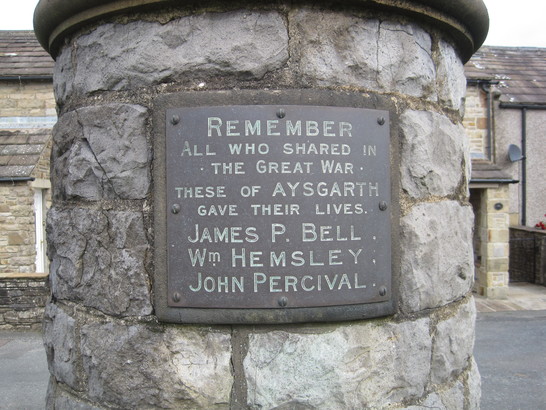 REMEMBER
ALL WHO SHARED IN
· THE GREAT WAR ·
THESE OF AYSGARTH
GAVE THEIR LIVES.
JAMES P. BELL .
Wm HEMSLEY .
JOHN PERCIVAL .